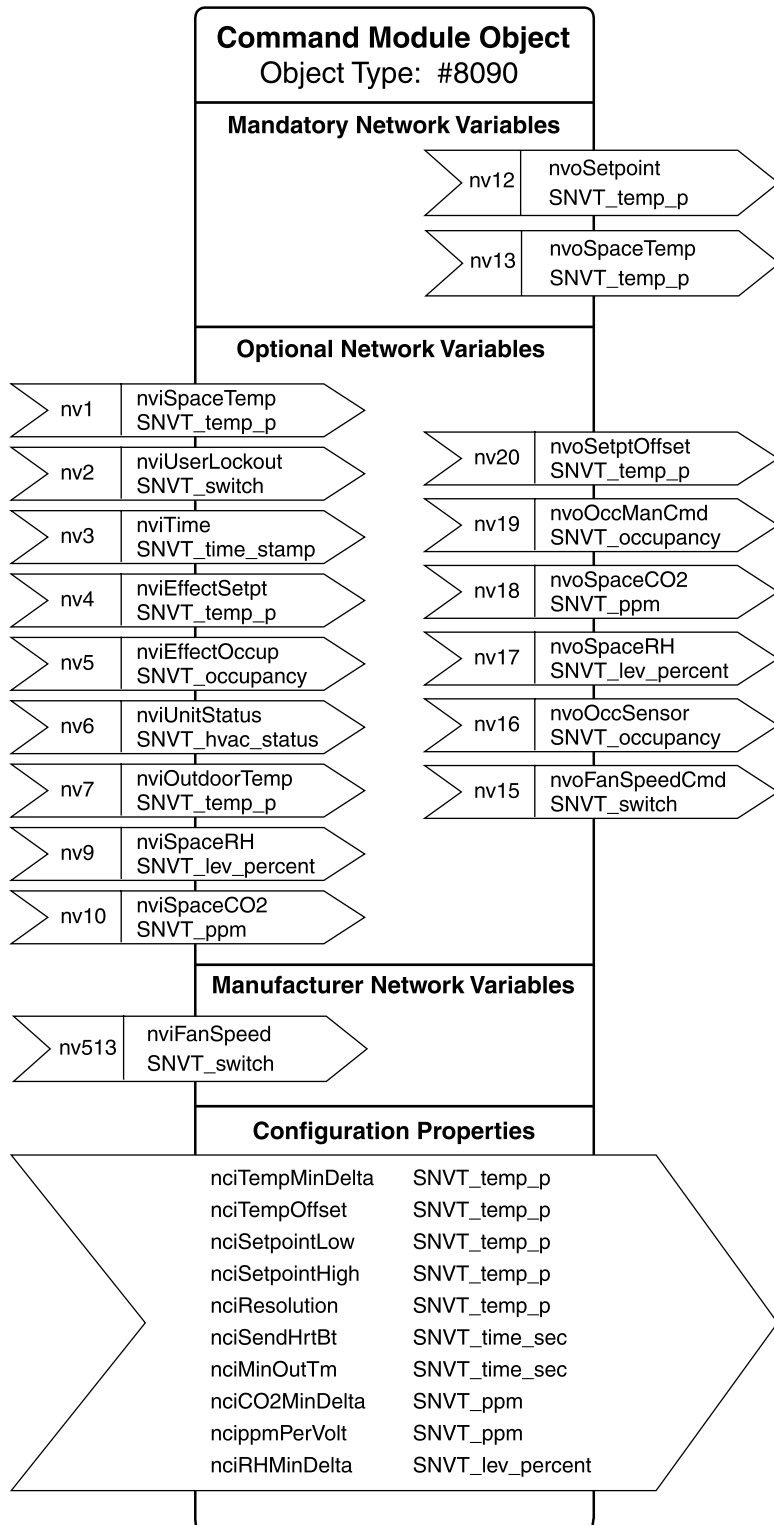 Command Module Object
Object Type: #8090
Mandatory Network Variables
nv12
nvoSetpoint
SNVT_temp_p
nv13
nvoSpaceTemp
SNVT_temp_p
Optional Network Variables
nv1
nviSpaceTemp
SNVT_temp_p
nv2
nviUserLockout
SNVT_switch
nv3
nviTime
SNVT_time_stamp
nv4
nviEffectSetpt
SNVT_temp_p
nv5
nviEffectOccup
SNVT_occupancy
nv6
nviUnitStatus
SNVT_hvac_status
nv7
nviOutdoorTemp
SNVT_temp_p
nv9
nviSpaceRH
SNVT_lev_percent
nv10
nviSpaceCO2
SNVT_ppm
nv20
nvoSetptOffset
SNVT_temp_p
nv19
nvoOccManCmd
SNVT_occupancy
nv18
nvoSpaceCO2
SNVT_ppm
nv17
nvoSpaceRH
SNVT_lev_percent
nv16
nvoOccSensor
SNVT_occupancy
nv15
nvoFanSpeedCmd
SNVT_switch
Manufacturer Network Variables
nv513
nviFanSpeed
SNVT_switch
Configuration Properties
nciTempMinDelta SNVT_temp_p
nciTempOffset SNVT_temp_p
nciSetpointLow SNVT_temp_p
nciSetpointHigh SNVT_temp_p
nciResolution SNVT_temp_p
nciSendHrtBt SNVT_time_sec
nciMinOutTm SNVT_time_sec
nciCO2MinDelta SNVT_ppm
ncippmPerVolt SNVT_ppm
nciRHMinDelta SNVT_lev_percent